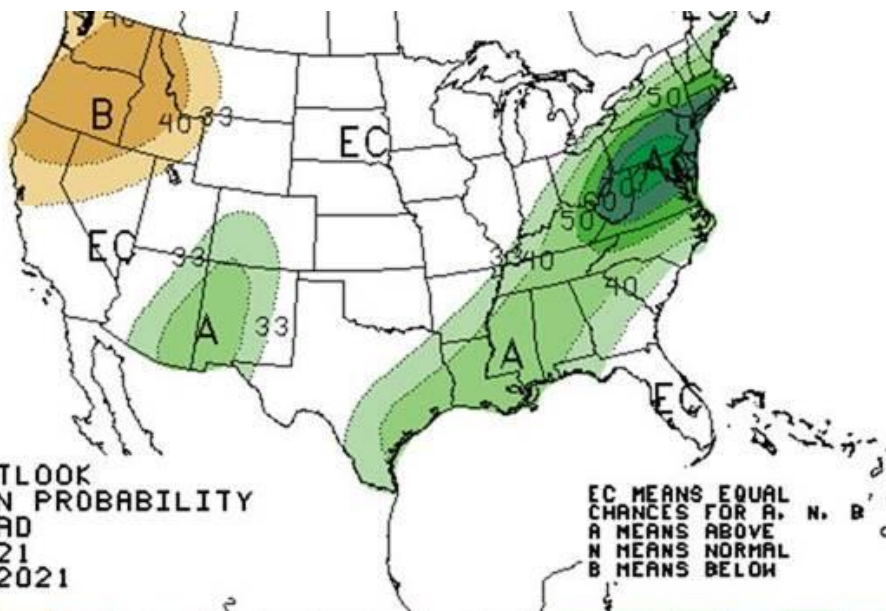 40
50
B
40 33
EC
A
60
50
EC
33
33 40
40
33
A
A
EC
TLOOK
N PROBABILITY
AD
21
2021
EC MEANS EQUAL
CHANCES FOR A, N, B
A MEANS ABOVE
N MEANS NORMAL
B MEANS BELOW